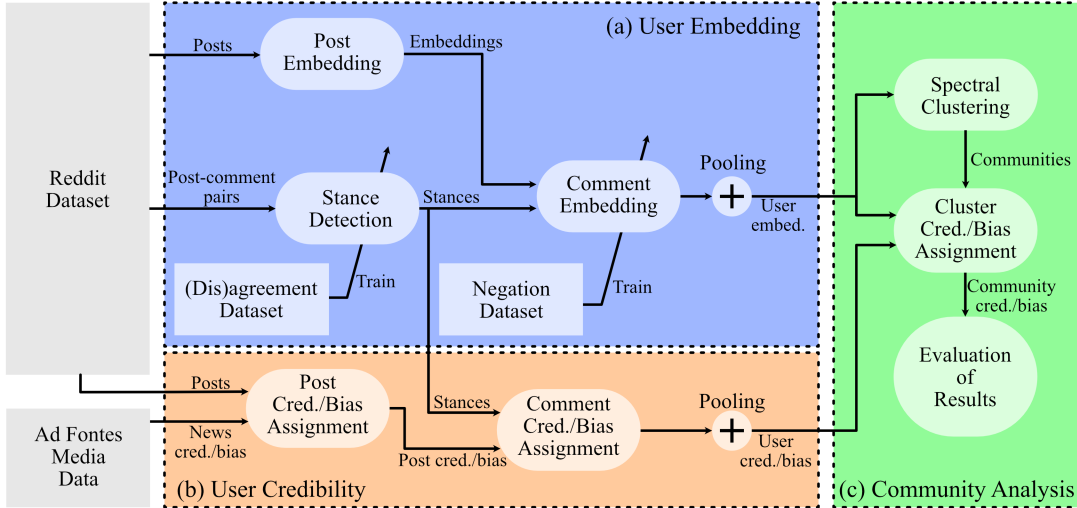 Reddit
Dataset
Ad Fontes
Media
Data
(a) User Embedding
Posts
Post
Embedding
Embeddings
Post-comment
pairs
Stance
Detection
Stances
Comment
Embedding
Pooling
+
User
embed.
(Dis)agreement
Dataset
Train
Negation
Dataset
Train
Posts
News
cred./bias
Post
Cred./Bias
Assignment
Post cred./bias
Stances
Comment
Cred./Bias
Assignment
Pooling
+
User
cred./bias
(b) User Credibility
Spectral
Clustering
Communities
Cluster
Cred./Bias
Assignment
Community
cred./bias
Evaluation
of
Results
(c) Community Analysis